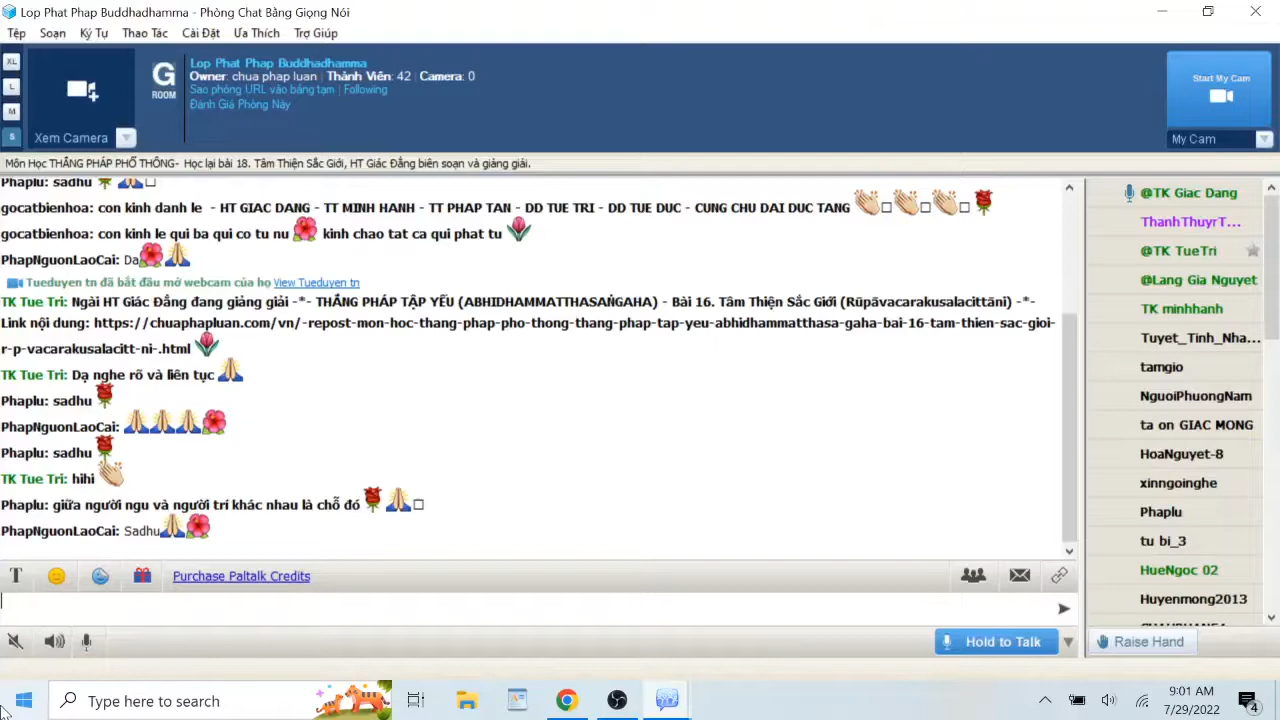 Lop Phat Phap Buddhadhamma - Phòng Chat Bằng Giọng Nói
Tệp Soạn Ký Tự Thao Tác Cài Đặt Ưa Thích Trợ Giúp
XL
L
M
S
Xem Camera
G
ROOM
Lop Phat Phap Buddhadhamma
Owner: chua phap luan | Thành Viên: 42 | Camera: 0
Sao phòng URL vào bảng tạm | Following
Đánh Giá Phòng Này
Start My Cam
My Cam
Môn Học THẮNG PHÁP PHỔ THÔNG- Học lại bài 18. Tâm Thiện Sắc Giới, HT Giác Đẳng biên soạn và giảng giải.
Phaplu: sadhu
gocatbienhoa: con kinh danh le - HT GIAC DANG - TT MINH HANH - TT PHAP TAN - DD TUE TRI - DD TUE DUC - CUNG CHU DAI DUC TANG
gocatbienhoa: con kinh le qui ba qui co tu nu kinh chao tat ca qui phat tu
PhapNguonLaoCai: Da
Tueduyen tn đã bắt đầu mở webcam của họ View Tueduyen tn
TK Tue Tri: Ngài HT Giác Đẳng đang giảng giải -*- THẮNG PHÁP TẬP YẾU (ABHIDHAMMATTHASAṄGAHA) - Bài 16. Tâm Thiện Sắc Giới (Rūpāvacarakusalacittāni) -*-
Link nội dung: https://chuaphapluan.com/vn/-repost-mon-hoc-thang-phap-pho-thong-thang-phap-tap-yeu-abhidhammatthasa-gaha-bai-16-tam-thien-sac-gioi-
r-p-vacarakusalacitt-ni-.html
TK Tue Tri: Dạ nghe rõ và liên tục
Phaplu: sadhu
PhapNguonLaoCai:
Phaplu: sadhu
TK Tue Tri: hihi
Phaplu: giữa người ngu và người trí khác nhau là chỗ đó
PhapNguonLaoCai: Sadhu
@TK Giac Dang
ThanhThuyrT...
@TK TueTri
@Lang Gia Nguyet
TK minhhanh
Tuyet_Tinh_Nha...
tamgio
NguoiPhuongNam
ta on GIAC MONG
HoaNguyet-8
xinngoinghe
Phaplu
tu bi_3
HueNgoc 02
Huyenmong2013
T Purchase Paltalk Credits
Hold to Talk
Raise Hand
Type here to search
9:01 AM
7/29/2022
4